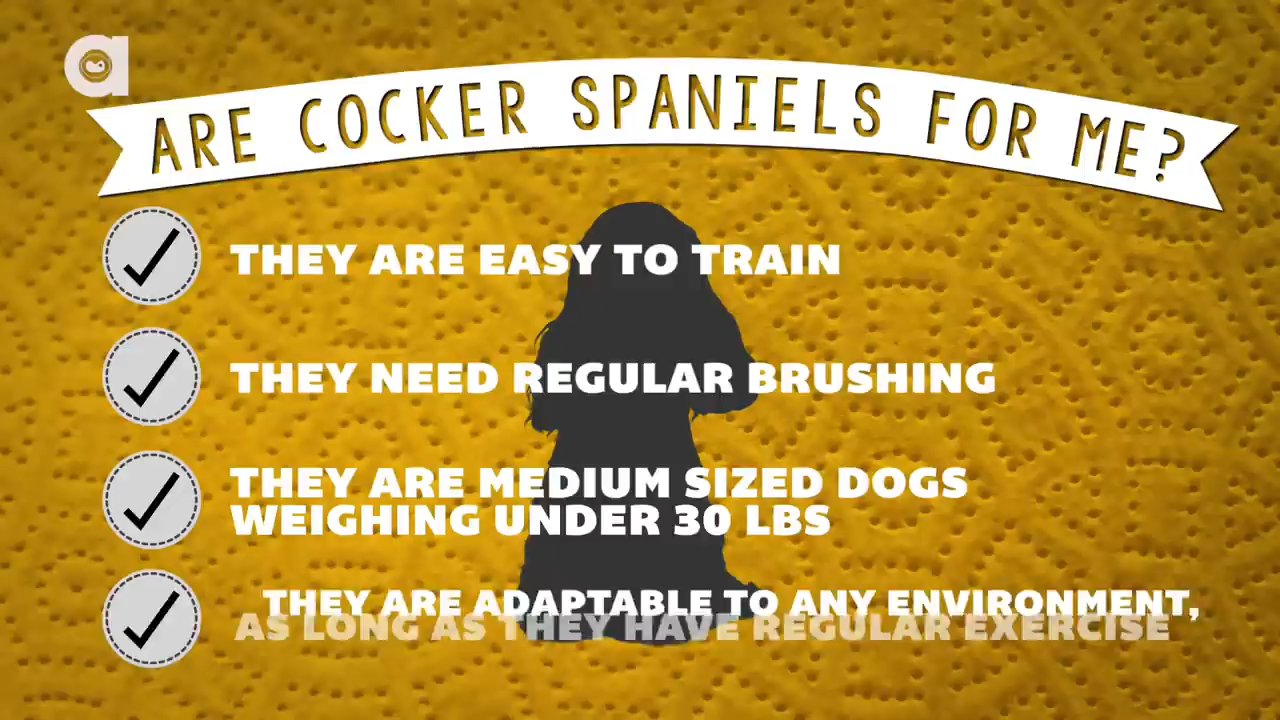 a
ARE COCKER SPANIELS FOR ME?
THEY ARE EASY TO TRAIN
THEY NEED REGULAR BRUSHING
THEY ARE MEDIUM SIZED DOGS
WEIGHING UNDER 30 LBS
THEY ARE ADAPTABLE TO ANY ENVIRONMENT,
AS LONG AS THEY HAVE REGULAR EXERCISE